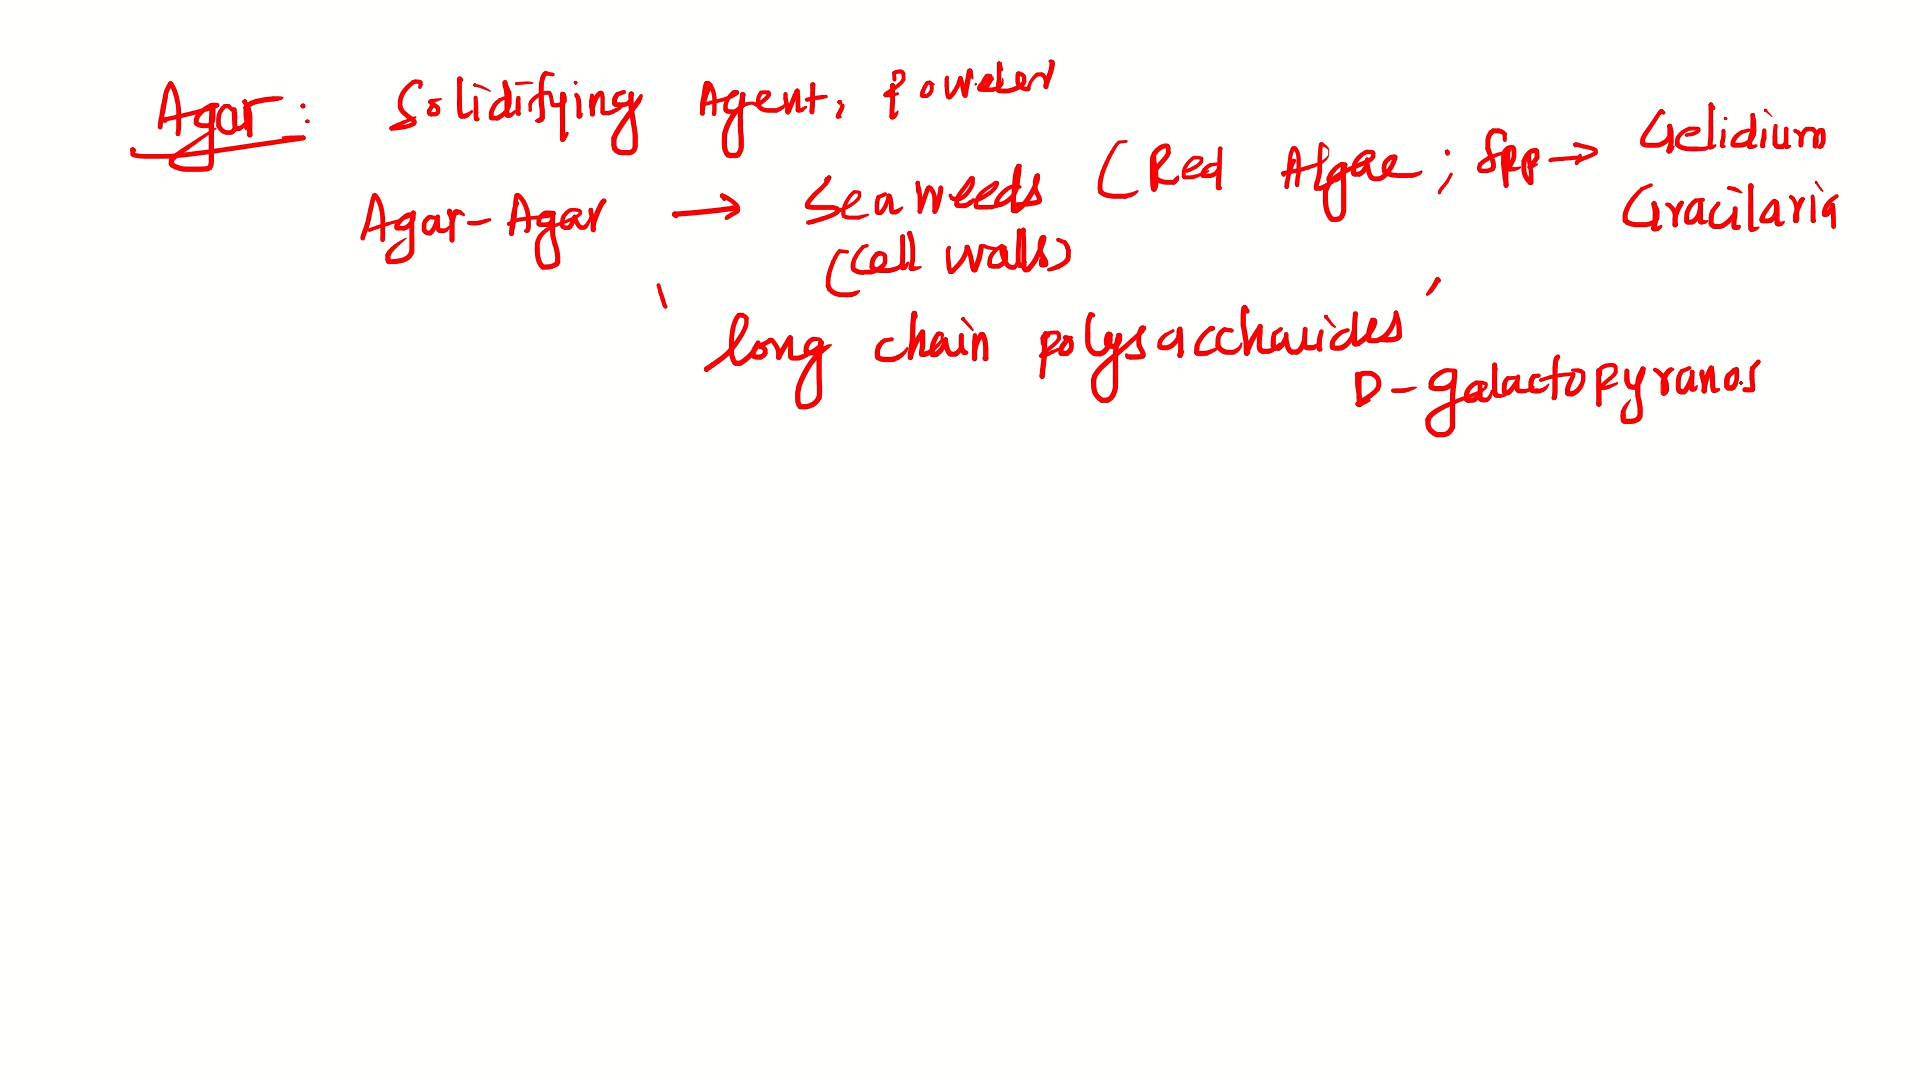 Agar: Solidifying Agent, Powder
Agar-Agar → Seaweeds (Red Algae; Spp → Gelidium
Gracilaria
(cell walls)
' long chain polysaccharides '
D-galactopyranos